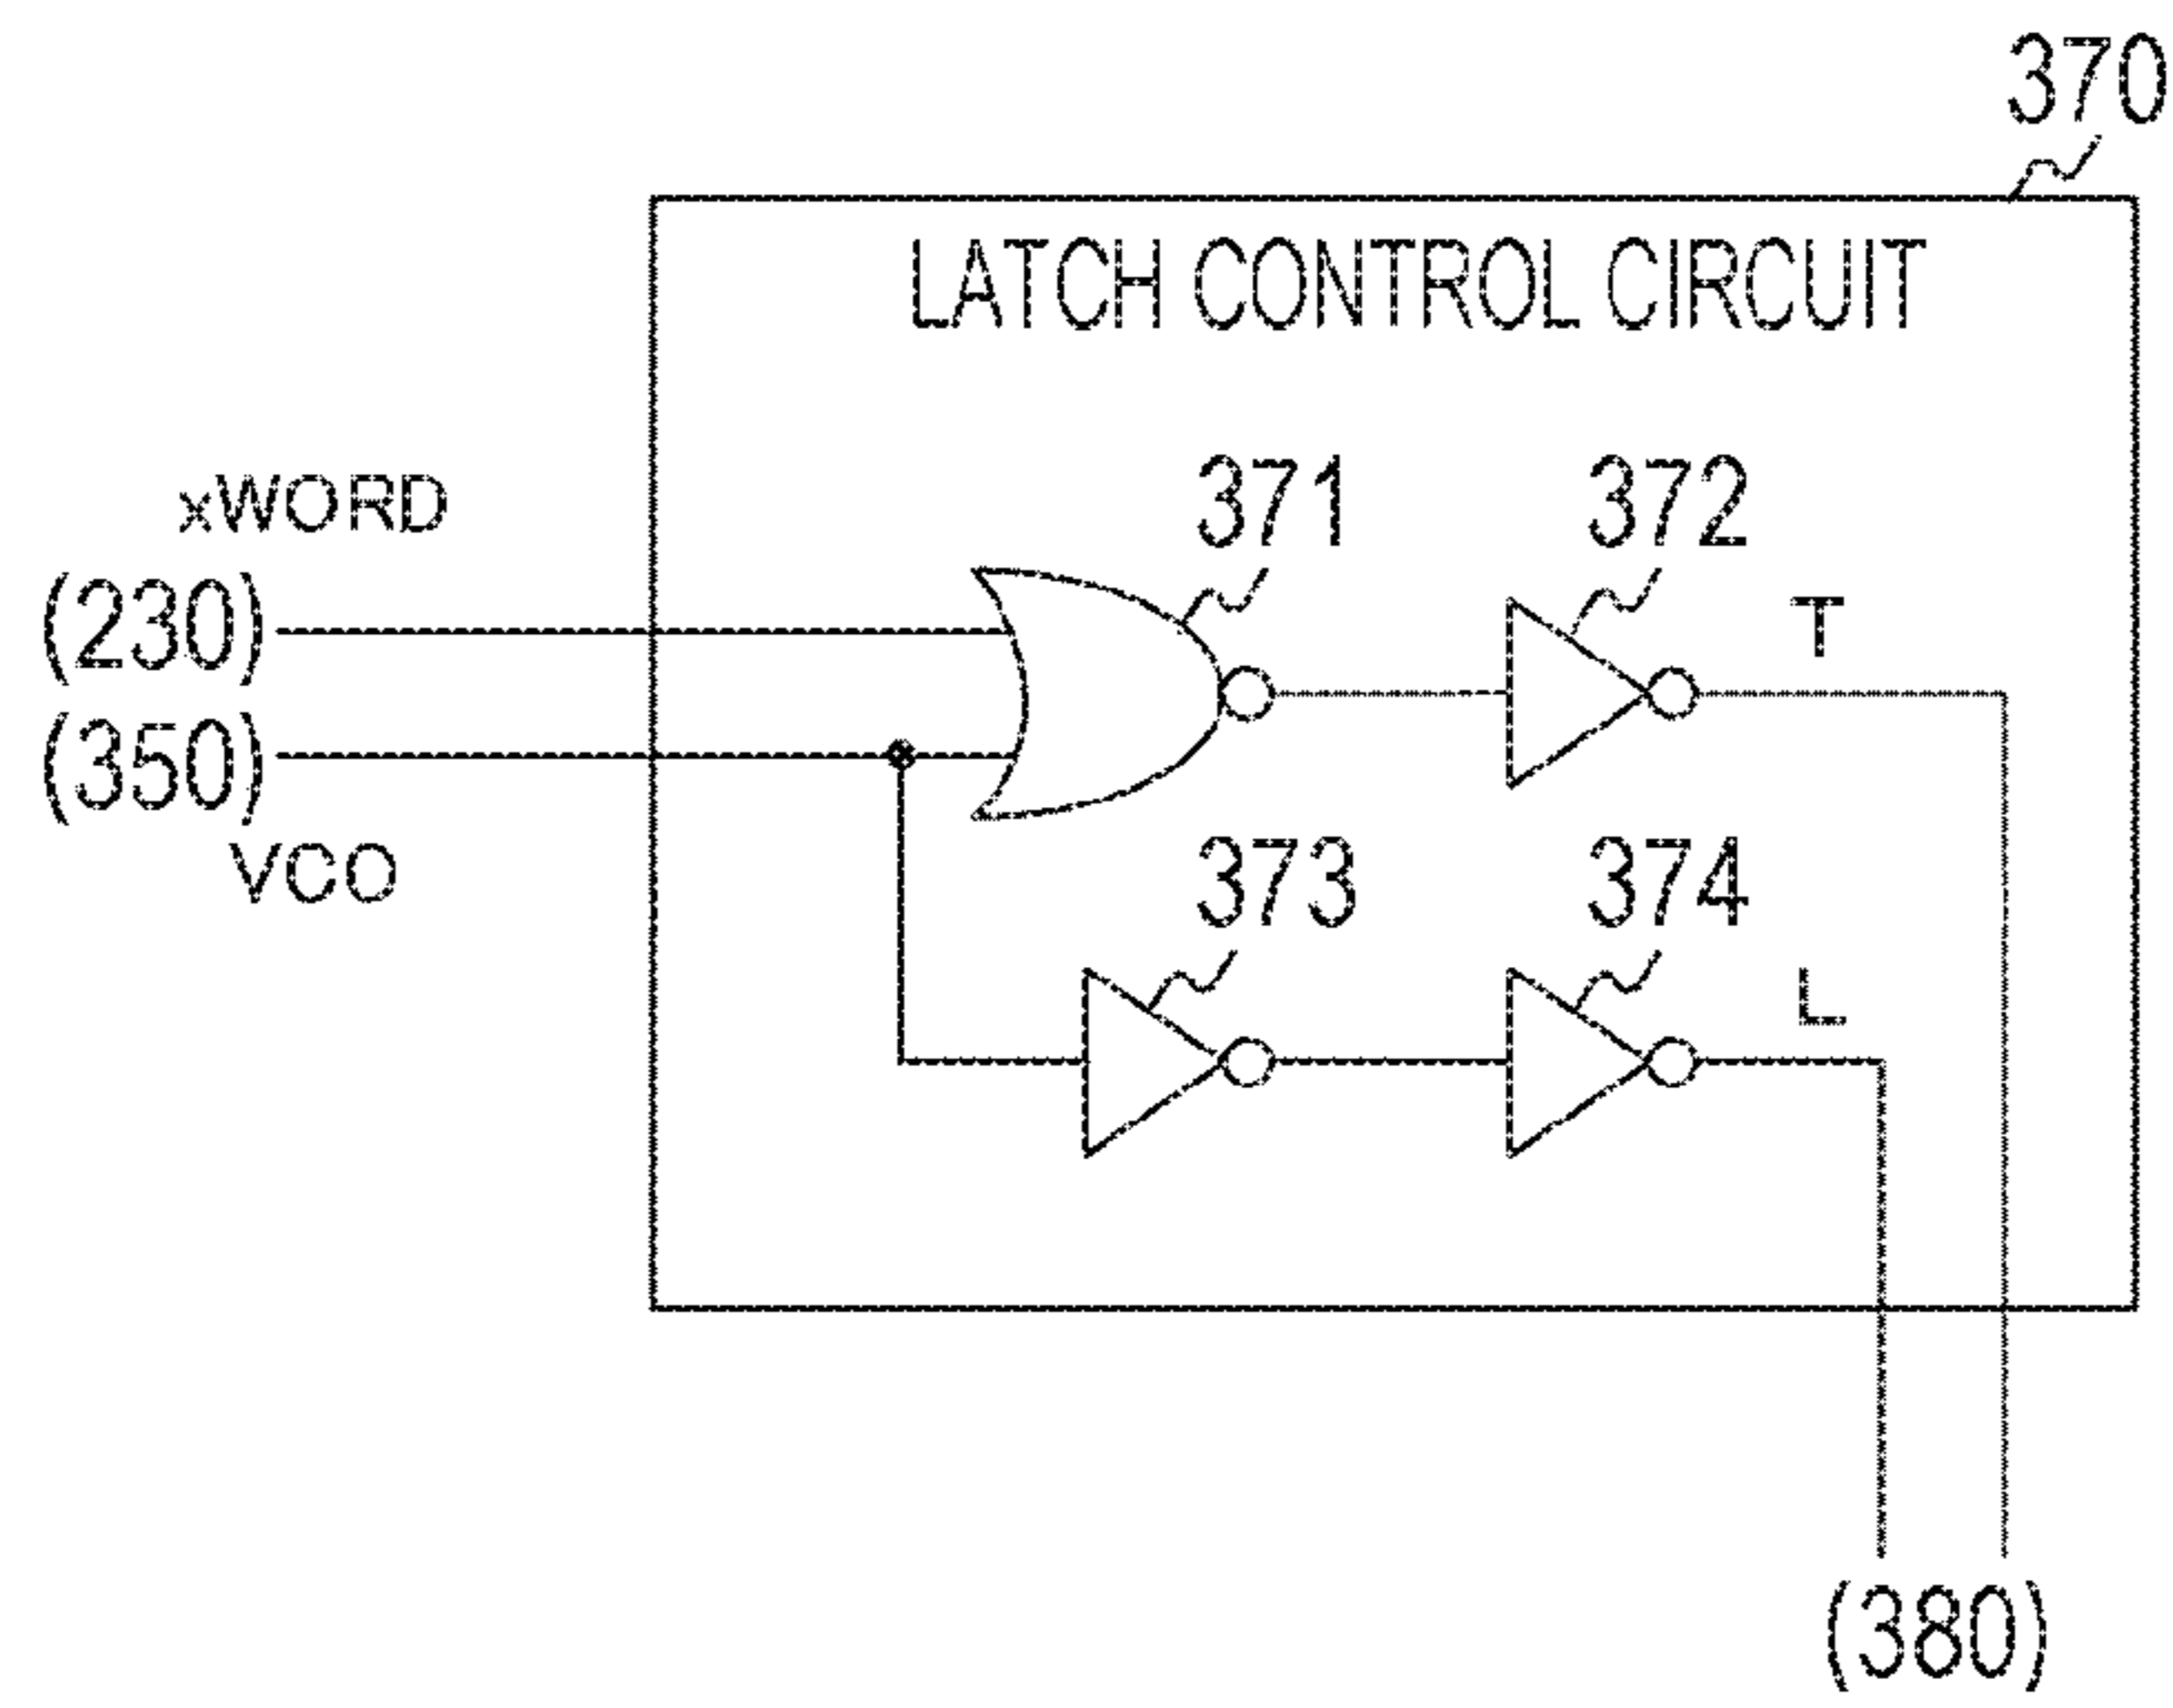 370
LATCH CONTROL CIRCUIT
xWORD
371
372
(230)
T
(350)
VCO
373
374
L
(380)